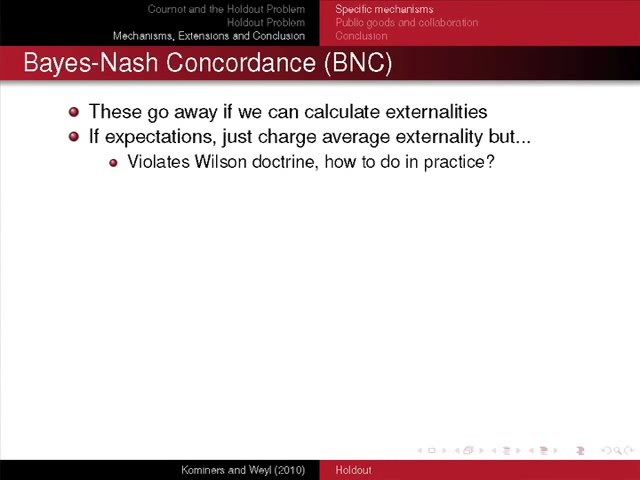 Cournot and the Holdout Problem
Holdout Problem
Mechanisms, Extensions and Conclusion
Specific mechanisms
Public goods and collaboration
Conclusion
Bayes-Nash Concordance (BNC)
These go away if we can calculate externalities
If expectations, just charge average externality but...
Violates Wilson doctrine, how to do in practice?
Kominers and Weyl (2010)
Holdout